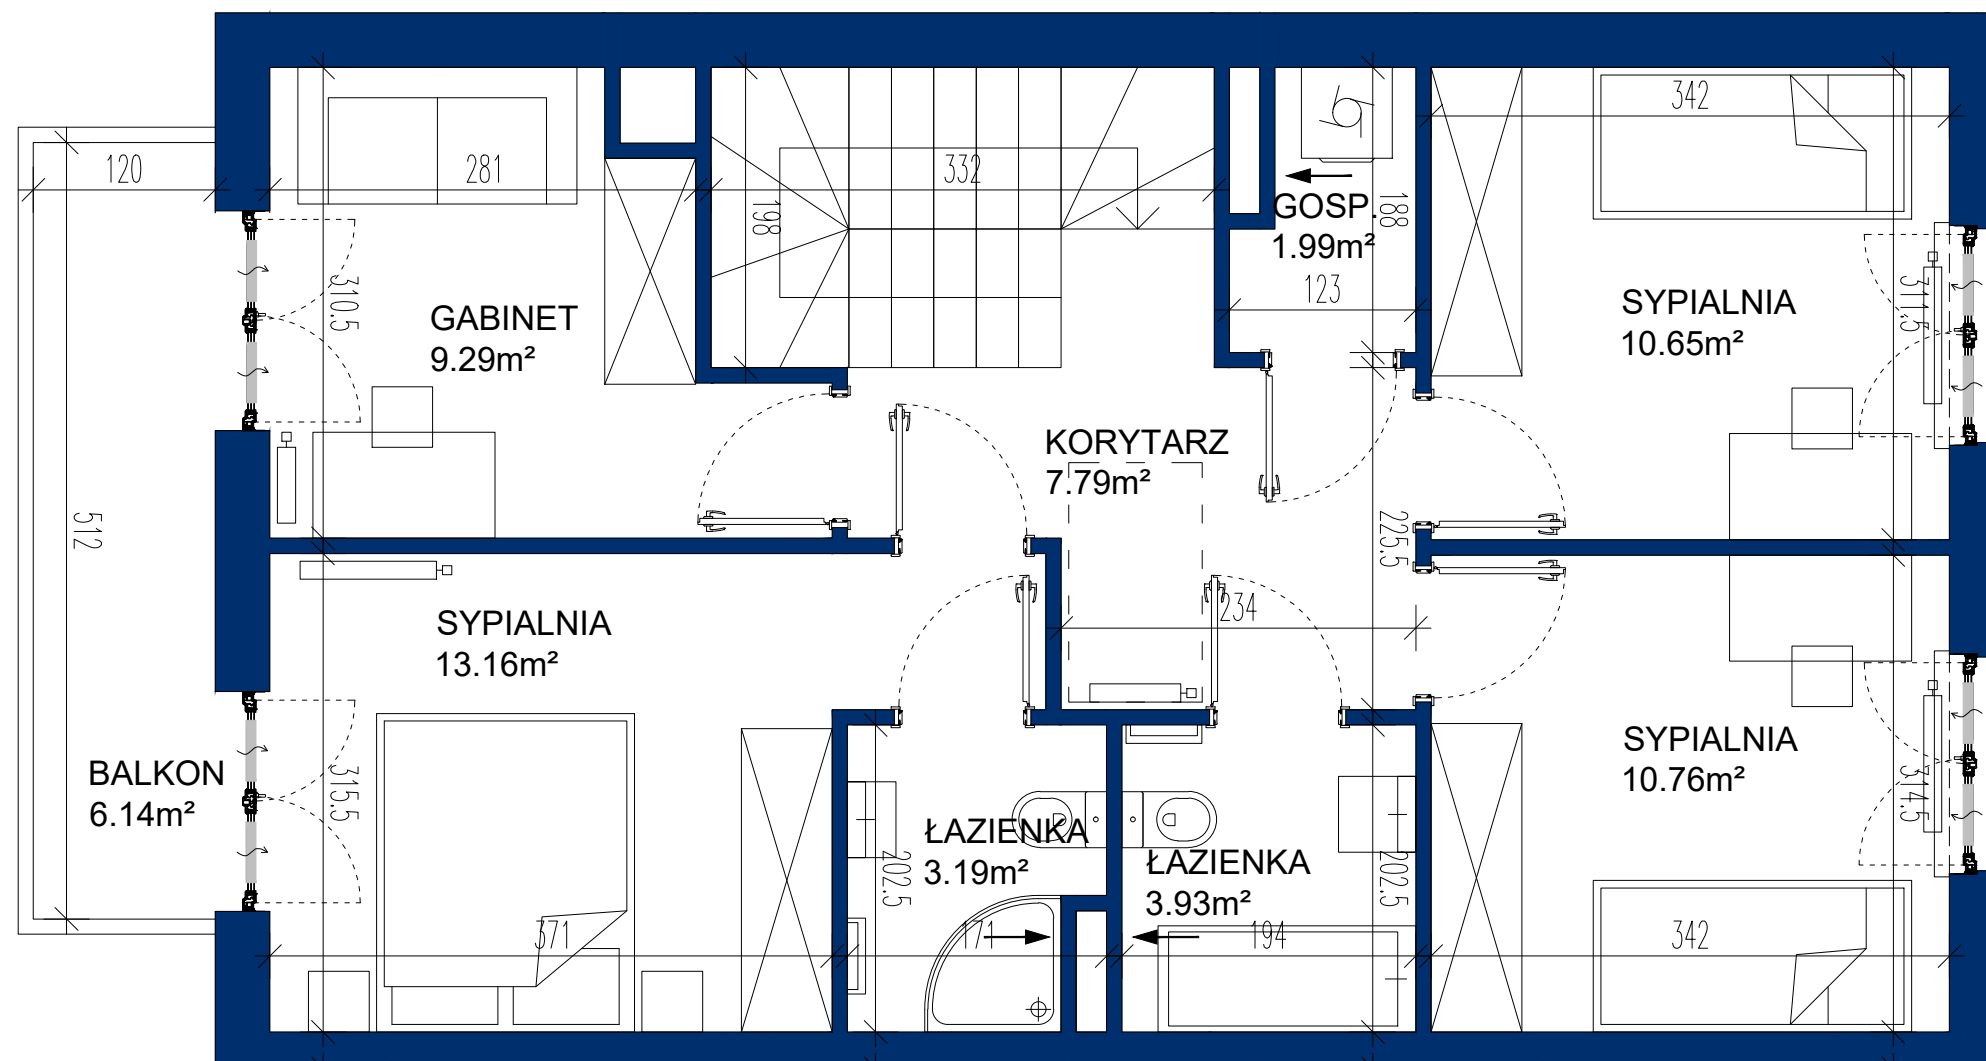 342
120
281
332
198
GOSP.
1.99m²
188
123
310.5
GABINET
9.29m²
SYPIALNIA
10.65m²
311.5
KORYTARZ
7.79m²
512
225.5
234
SYPIALNIA
13.16m²
SYPIALNIA
10.76m²
314.5
BALKON
6.14m²
315.5
ŁAZIENKA
3.19m²
202.5
ŁAZIENKA
3.93m²
202.5
371
171
194
342